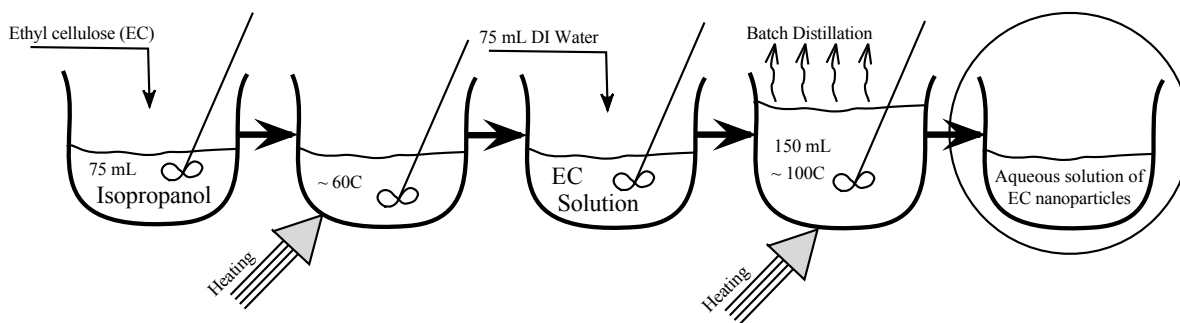 Ethyl cellulose (EC)
75 mL
Isopropanol
~ 60C
Heating
75 mL DI Water
EC
Solution
Batch Distillation
150 mL
~ 100C
Heating
Aqueous solution of
EC nanoparticles